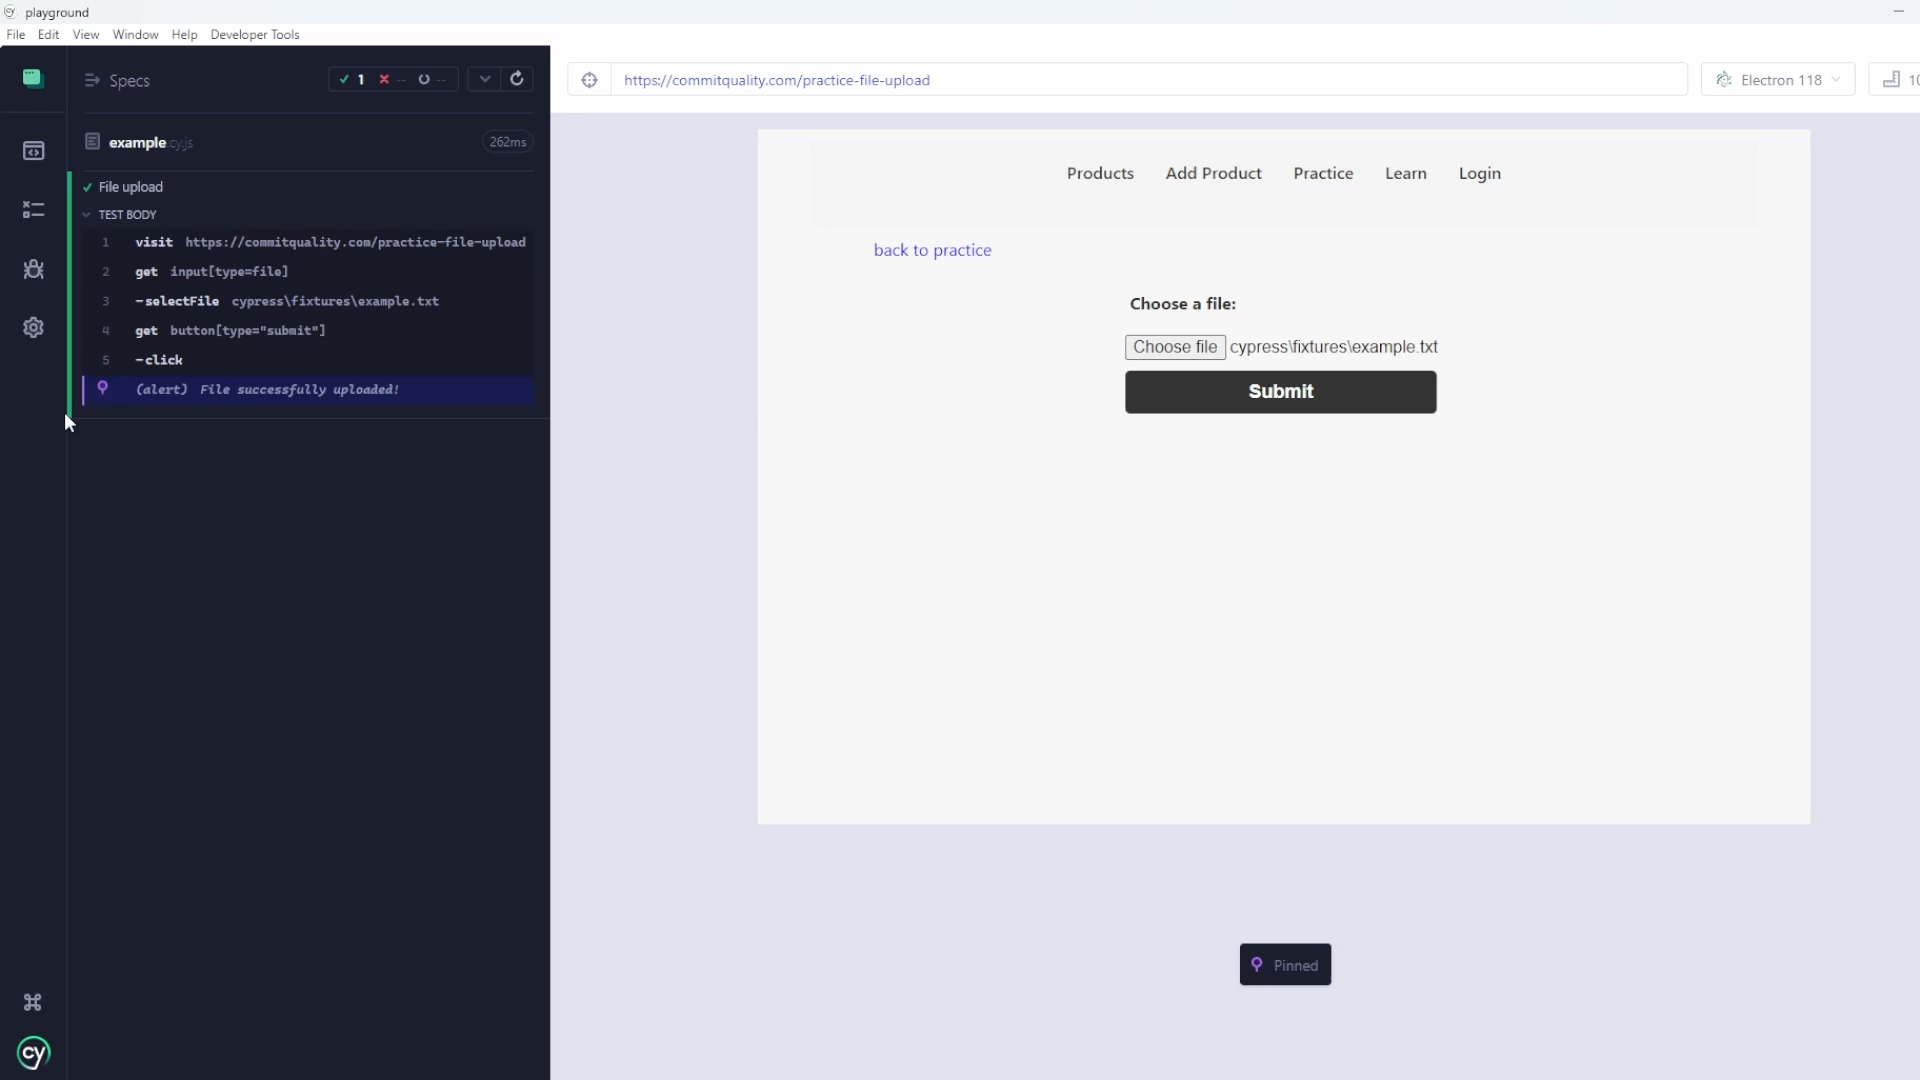 playground
File Edit View Window Help Developer Tools
Specs
1 -- --
https://commitquality.com/practice-file-upload
Electron 118
10
example.cy.js
262ms
File upload
TEST BODY
1 visit https://commitquality.com/practice-file-upload
2 get input[type=file]
3 -selectFile cypress\fixtures\example.txt
4 get button[type="submit"]
5 -click
(alert) File successfully uploaded!
Products Add Product Practice Learn Login
back to practice
Choose a file:
Choose file cypress\fixtures\example.txt
Submit
Pinned
cy